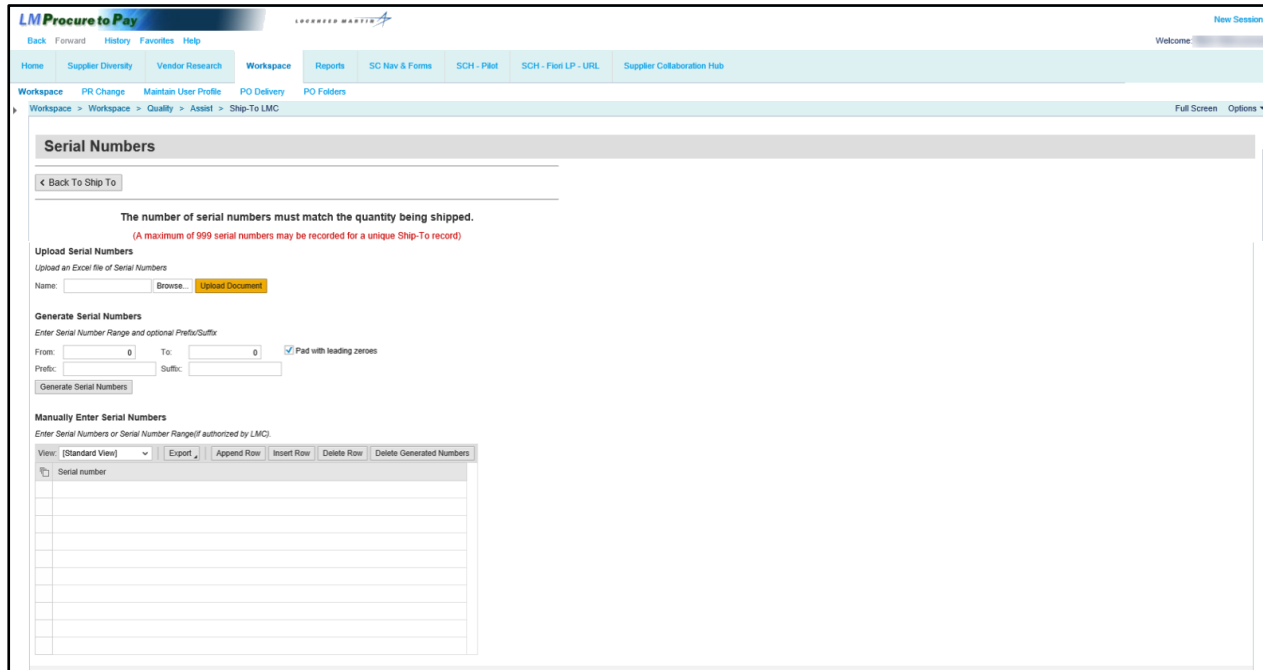 LM Procure to Pay
LOCKHEED MARTIN
New Session
Back Forward History Favorites Help
Welcome:
Home Supplier Diversity Vendor Research Workspace Reports SC Nav & Forms SCH - Pilot SCH - Fiori LP - URL Supplier Collaboration Hub
Workspace PR Change Maintain User Profile PO Delivery PO Folders
Workspace > Workspace > Quality > Assist > Ship-To LMC Full Screen Options
Serial Numbers
< Back To Ship To
The number of serial numbers must match the quantity being shipped.
(A maximum of 999 serial numbers may be recorded for a unique Ship-To record)
Upload Serial Numbers
Upload an Excel file of Serial Numbers
Name: Browse... Upload Document
Generate Serial Numbers
Enter Serial Number Range and optional Prefix/Suffix
From: 0 To: 0 Pad with leading zeroes
Prefix: Suffix:
Generate Serial Numbers
Manually Enter Serial Numbers
Enter Serial Numbers or Serial Number Range(if authorized by LMC).
View: [Standard View] Export Append Row Insert Row Delete Row Delete Generated Numbers
Serial number